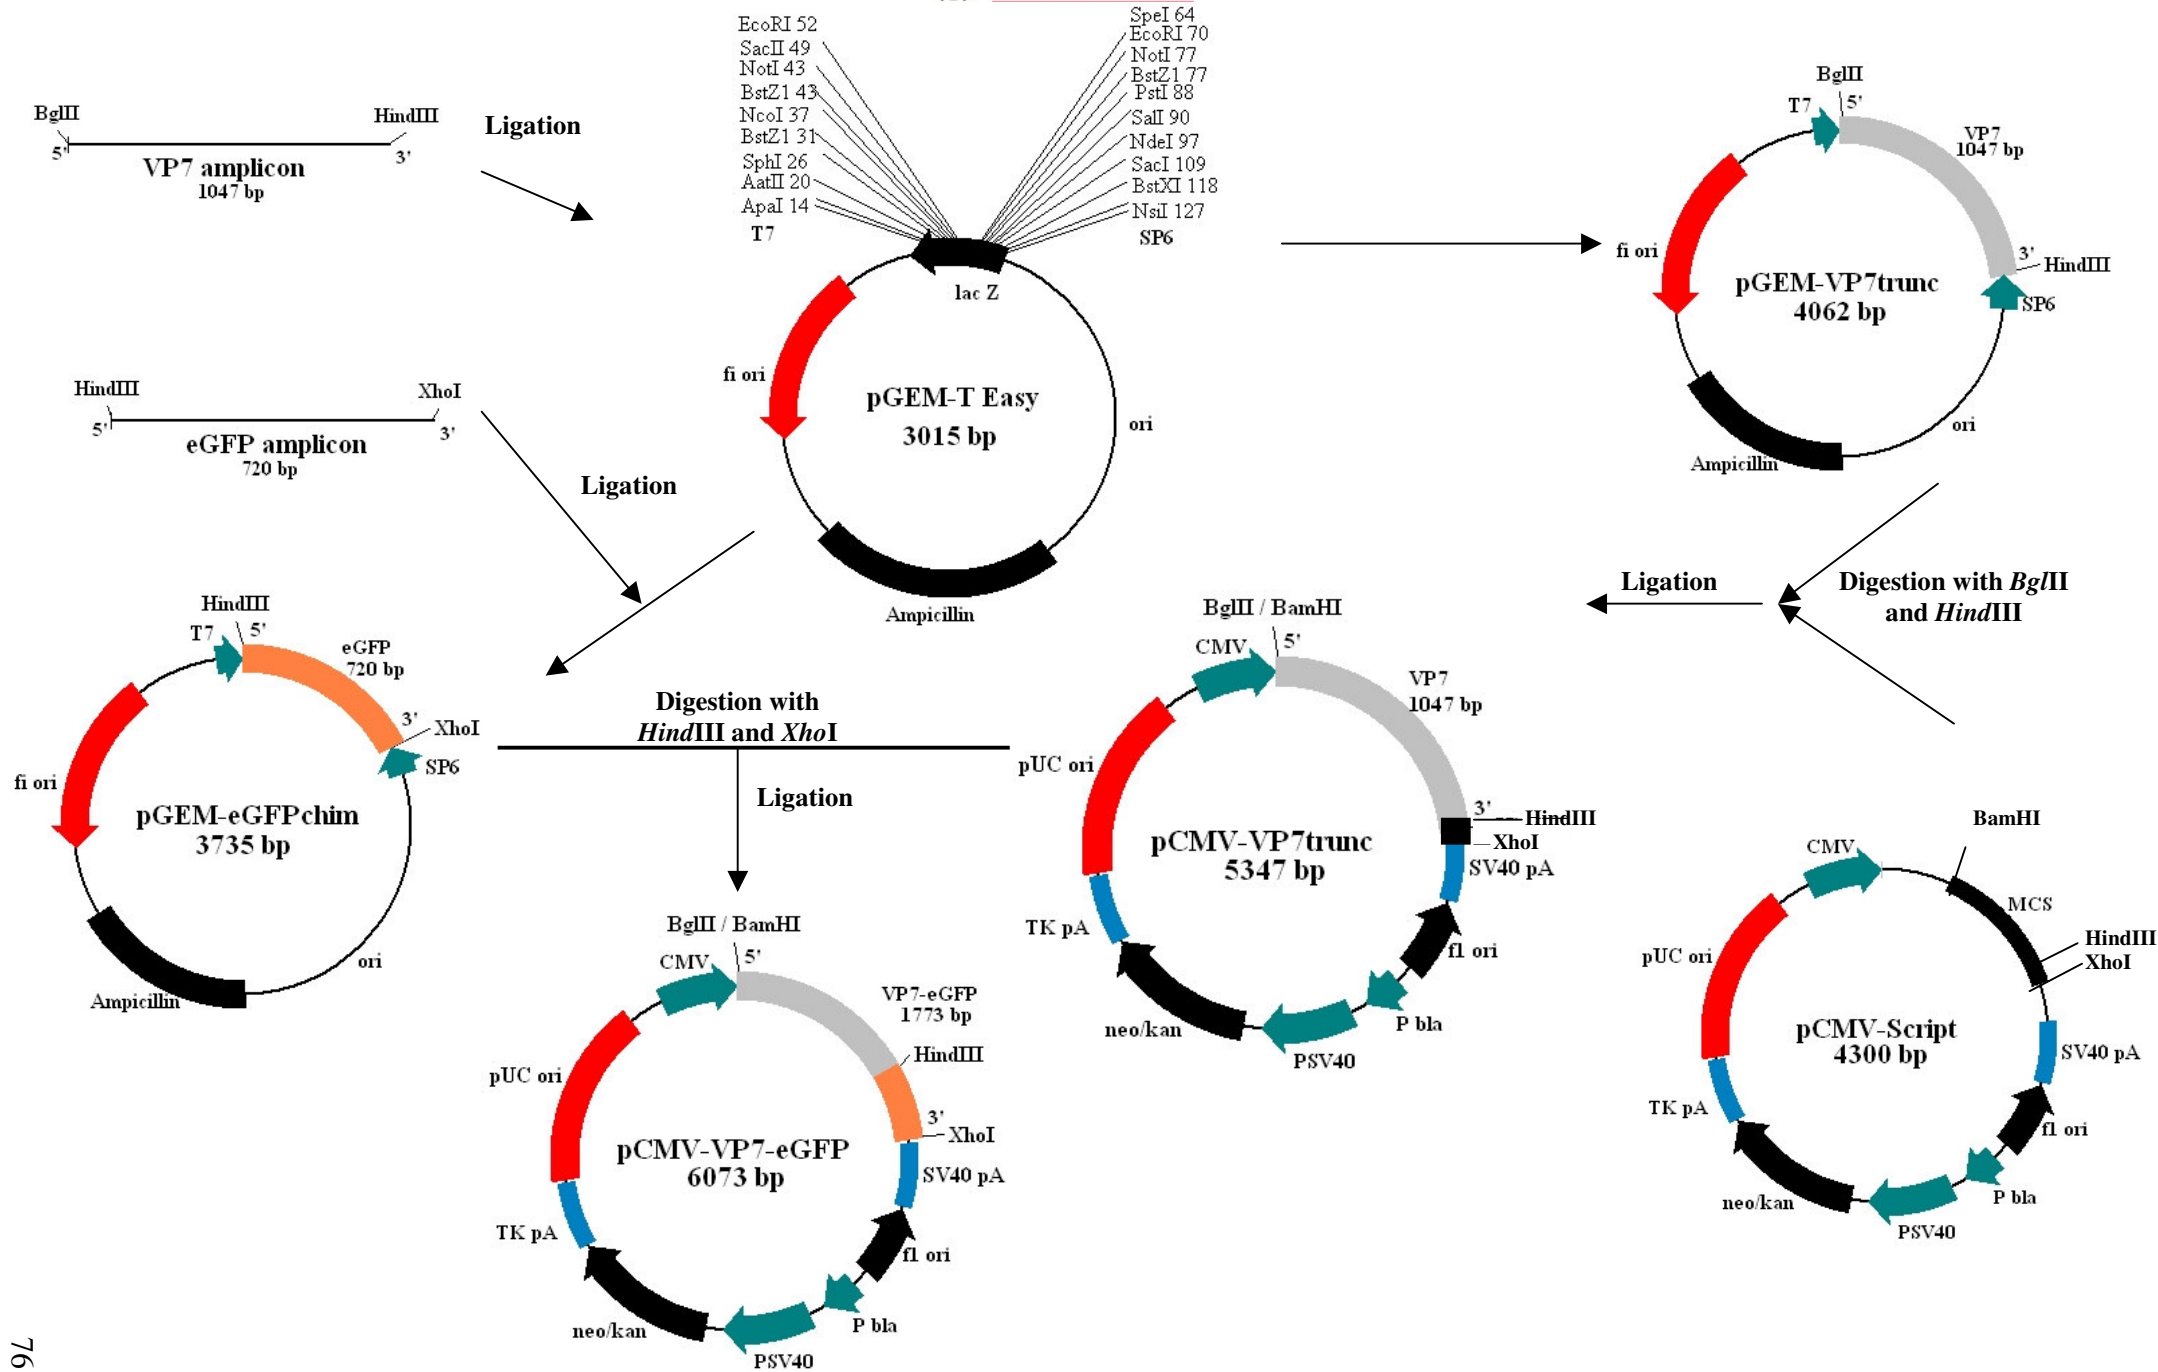 BglII
HindIII
5'
3'
VP7 amplicon
1047 bp
Ligation
EcoRI 52
SacII 49
NotI 43
BstZ1 43
NcoI 37
BstZ1 31
SphI 26
AatII 20
ApaI 14
T7
SpeI 64
EcoRI 70
NotI 77
BstZ1 77
PstI 88
SalI 90
NdeI 97
SacI 109
BstXI 118
NsiI 127
SP6
lac Z
fi ori
pGEM-T Easy
3015 bp
ori
Ampicillin
BglII
T7
5'
VP7
1047 bp
fi ori
3'
HindIII
pGEM-VP7trunc
4062 bp
SP6
ori
Ampicillin
HindIII
XhoI
5'
3'
eGFP amplicon
720 bp
Ligation
Ligation
Digestion with BglII
and HindIII
HindIII
T7
5'
eGFP
720 bp
3'
XhoI
SP6
fi ori
pGEM-eGFPchim
3735 bp
ori
Ampicillin
Digestion with
HindIII and XhoI
Ligation
BglII / BamHI
CMV
5'
VP7
1047 bp
pUC ori
3'
HindIII
XhoI
pCMV-VP7trunc
5347 bp
SV40 pA
TK pA
f1 ori
P bla
neo/kan
PSV40
BamHI
CMV
MCS
HindIII
XhoI
pUC ori
pCMV-Script
4300 bp
SV40 pA
TK pA
f1 ori
P bla
neo/kan
PSV40
BglII / BamHI
CMV
5'
VP7-eGFP
1773 bp
HindIII
pUC ori
3'
XhoI
pCMV-VP7-eGFP
6073 bp
SV40 pA
TK pA
f1 ori
P bla
neo/kan
PSV40
76